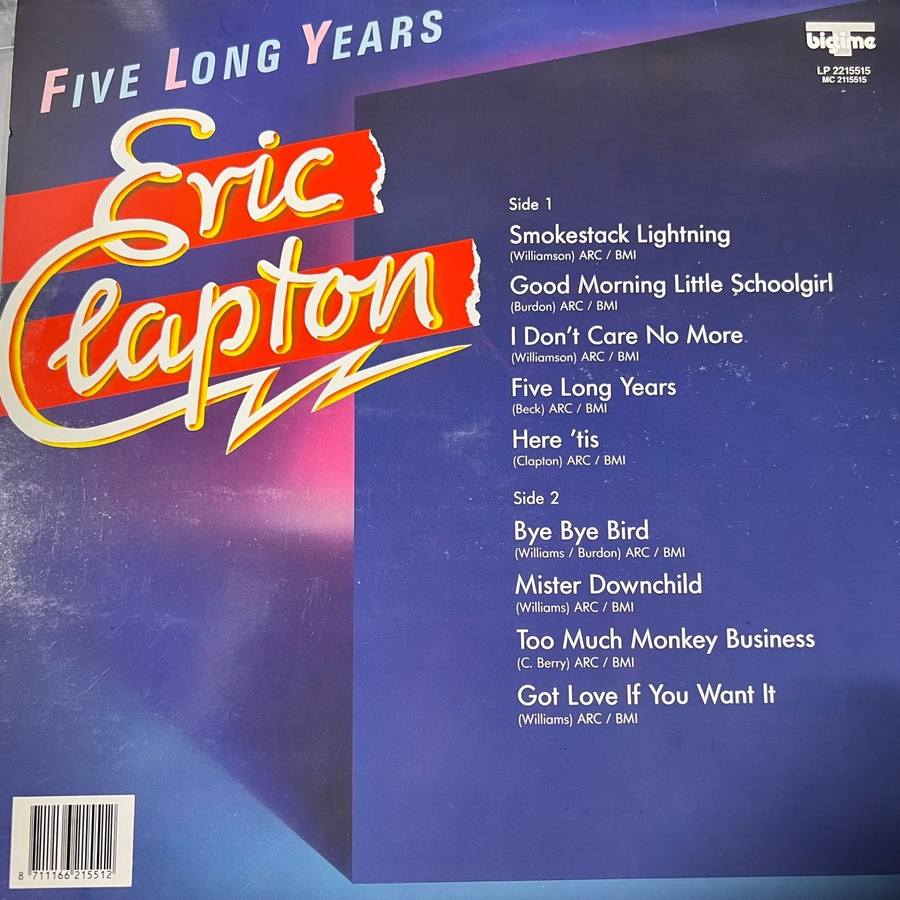 FIVE LONG YEARS
Eric
Clapton
bigtime
LP 2215515
MC 2115515
Side 1
Smokestack Lightning
(Williamson) ARC / BMI
Good Morning Little Schoolgirl
(Burdon) ARC / BMI
I Don't Care No More
(Williamson) ARC / BMI
Five Long Years
(Beck) ARC / BMI
Here 'tis
(Clapton) ARC / BMI
Side 2
Bye Bye Bird
(Williams / Burdon) ARC / BMI
Mister Downchild
(Williams) ARC / BMI
Too Much Monkey Business
(C. Berry) ARC / BMI
Got Love If You Want It
(Williams) ARC / BMI
8 711166 215512